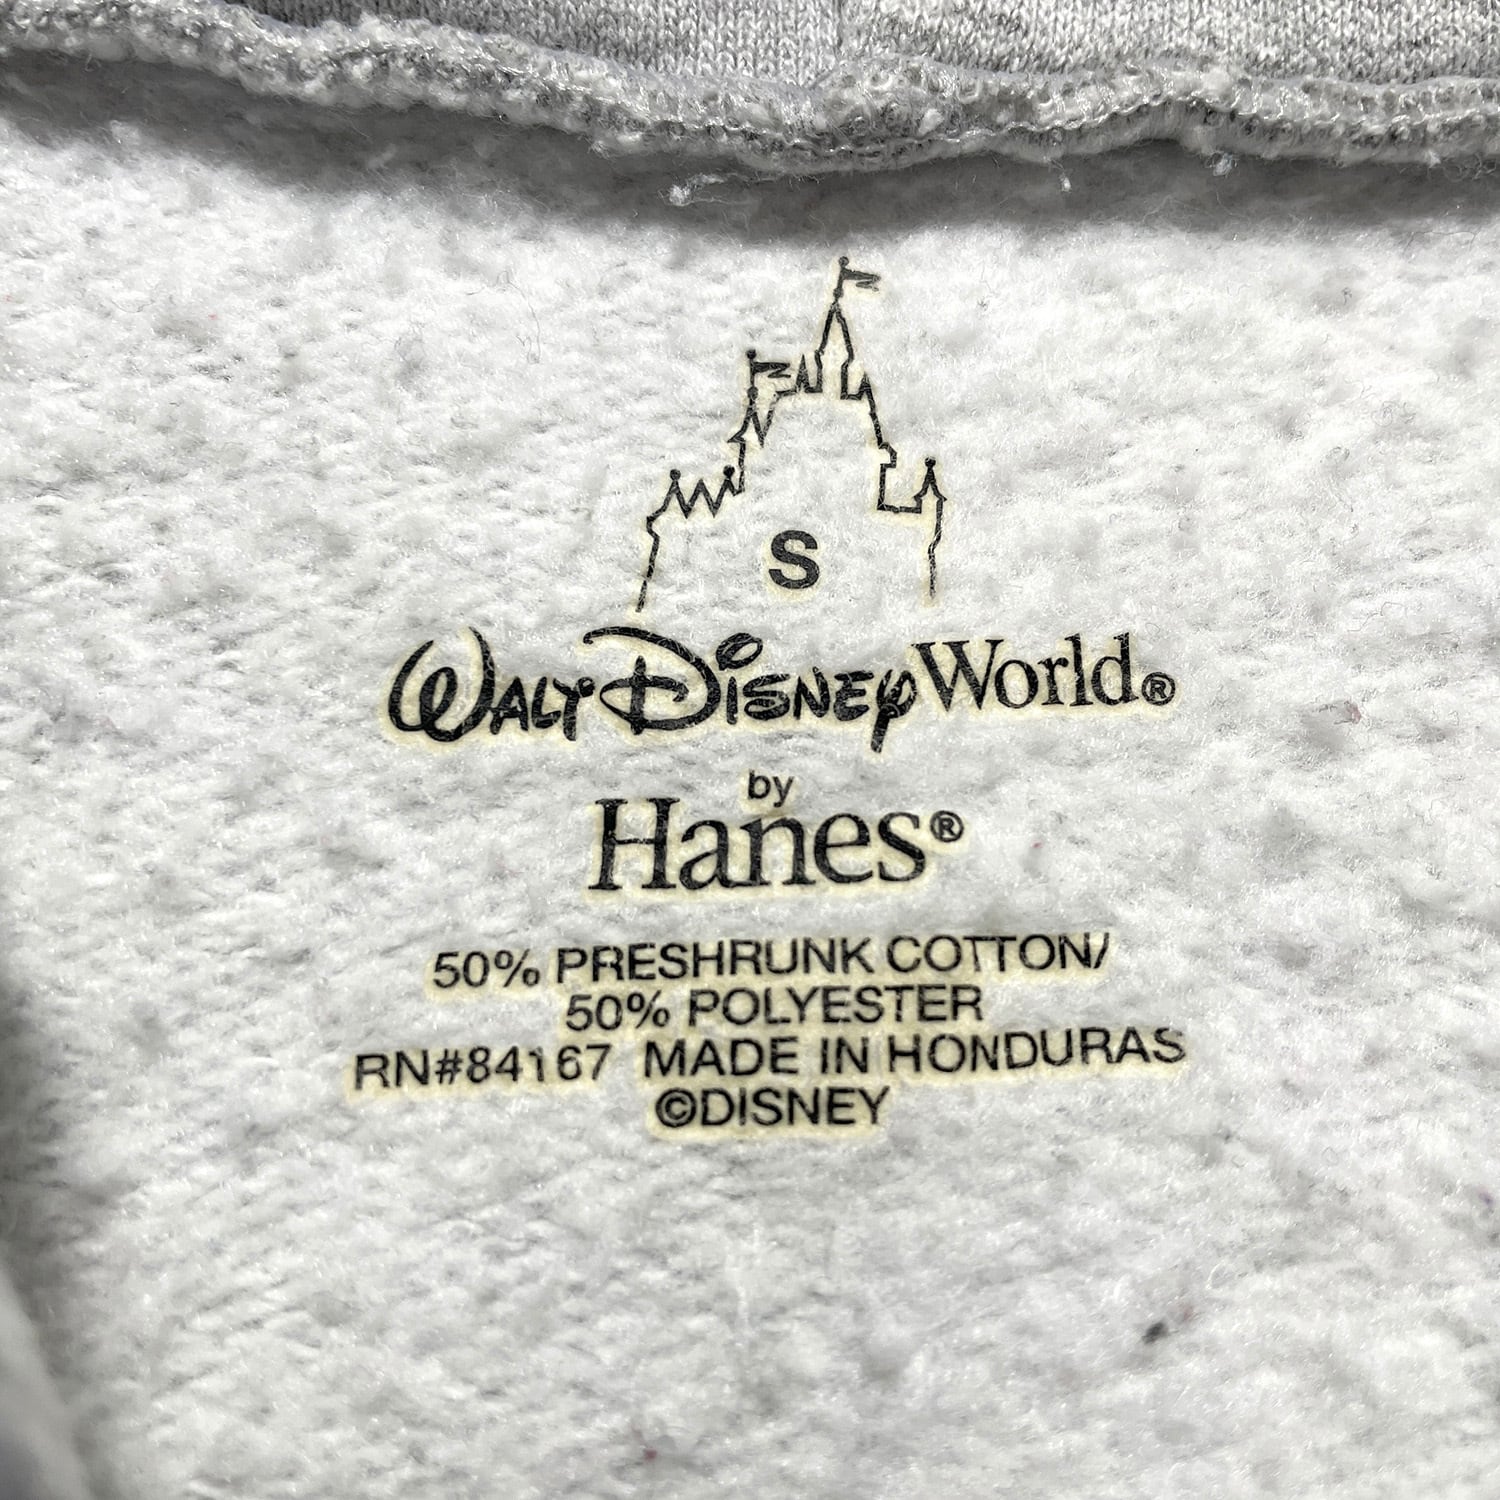 S
Walt Disney World®
by
Hanes®
50% PRESHRUNK COTTON/
50% POLYESTER
RN#84167 MADE IN HONDURAS
©DISNEY